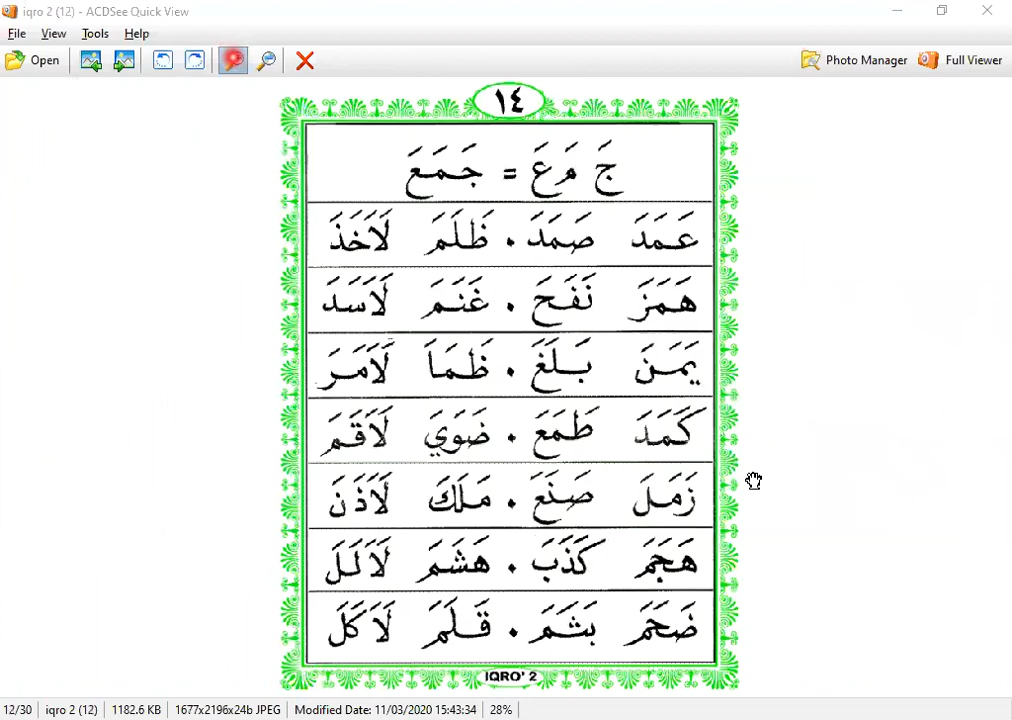 iqro 2 (12) - ACDSee Quick View
File View Tools Help
Open Photo Manager Full Viewer
١٤
جَ مَ عَ = جَمَعَ
عَمَدَ صَمَدَ . ظَلَمَ لَاَخَذَ
هَمَزَ نَفَحَ . غَنَمَ لَاَسَدَ
يَمَنَ بَلَغَ . ظَمَاَ لَاَمَرَ
كَمَدَ طَمَعَ . ضَوَيَ لَاَقَمَ
زَمَلَ صَنَعَ . مَلَكَ لَاَذَنَ
هَجَمَ كَذَبَ . هَشَمَ لَاَلَلَ
ضَحَمَ بَشَمَ . قَلَمَ لَاَكَلَ
IQRO' 2
12/30 iqro 2 (12) 1182.6 KB 1677x2196x24b JPEG Modified Date: 11/03/2020 15:43:34 28%